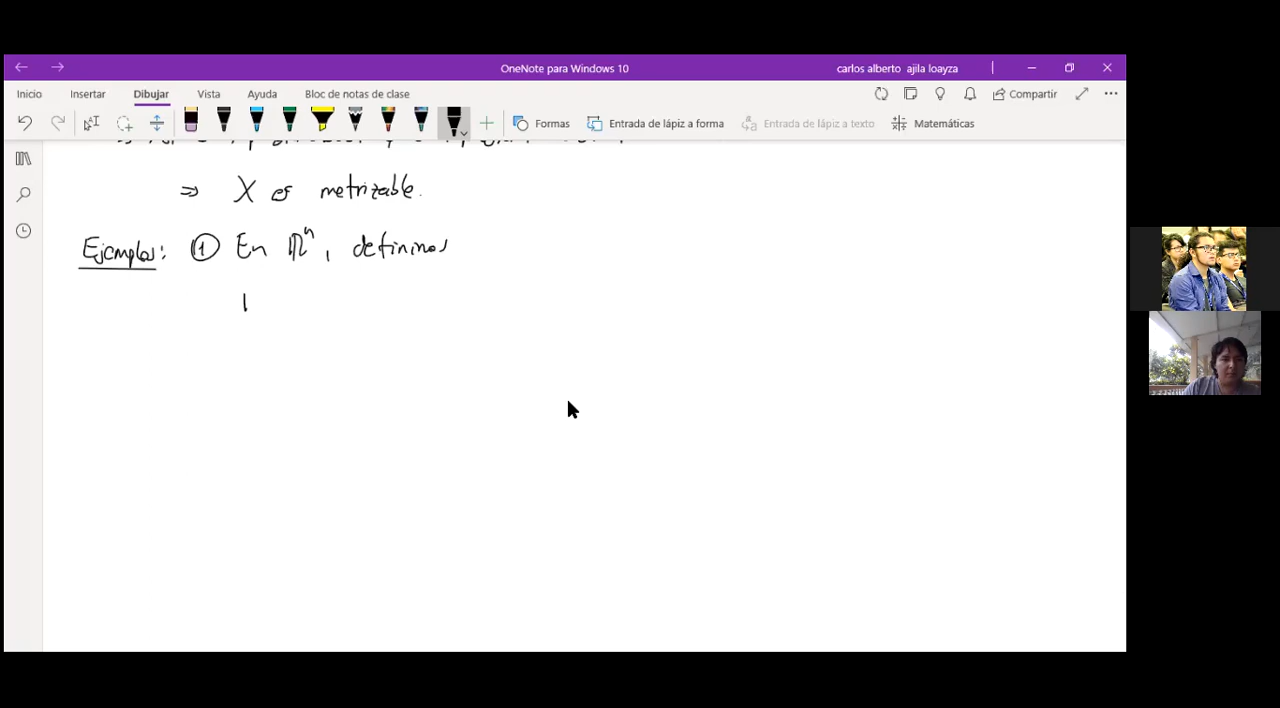 OneNote para Windows 10
carlos alberto ajila loayza
Inicio Insertar Dibujar Vista Ayuda Bloc de notas de clase
Compartir
Formas Entrada de lápiz a forma Entrada de lápiz a texto Matemáticas
⇒ X es metrizable.
Ejemplos: ① En ℝⁿ, definimos